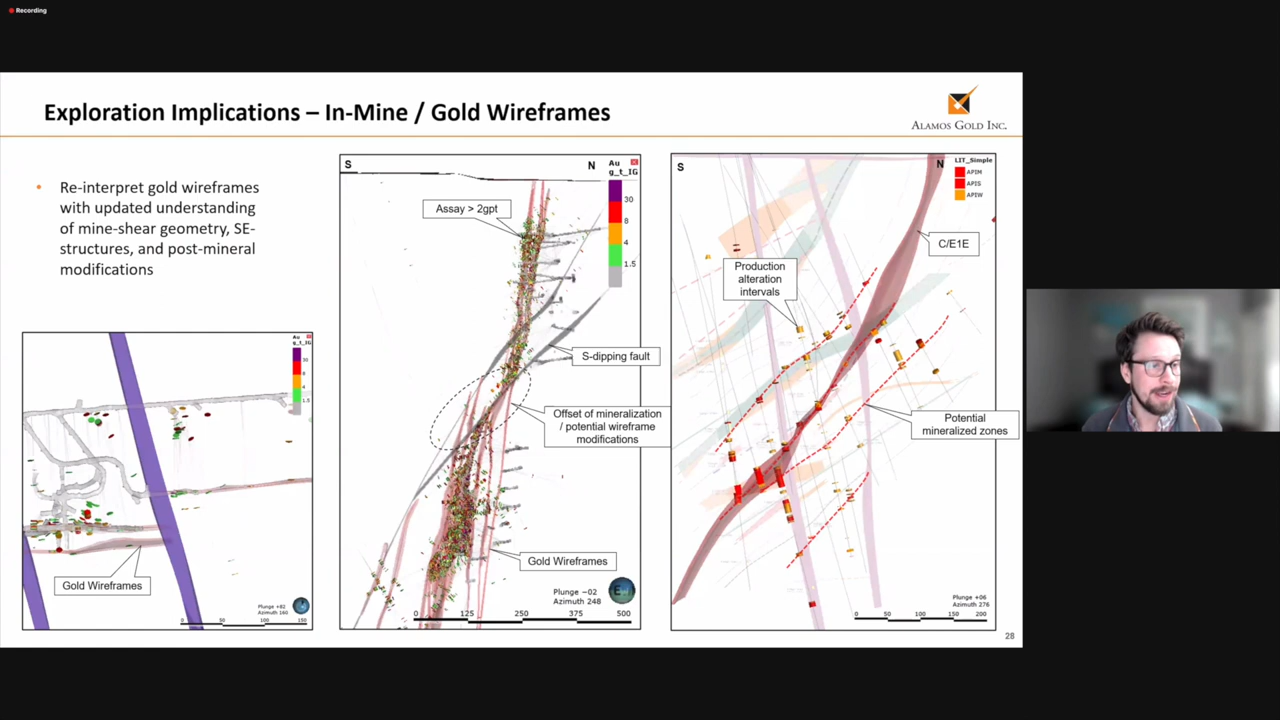 Recording
Exploration Implications – In-Mine / Gold Wireframes
ALAMOS GOLD INC.
• Re-interpret gold wireframes
with updated understanding
of mine-shear geometry, SE-
structures, and post-mineral
modifications
Au
g_t_IG
30
8
4
1.5
Gold Wireframes
Plunge +82
Azimuth 160
0 50 100 150
S
N
Au
g_t_IG
30
8
4
1.5
Assay > 2gpt
S-dipping fault
Offset of mineralization
/ potential wireframe
modifications
Gold Wireframes
Plunge −02
Azimuth 248
0 125 250 375 500
S
N
LIT_Simple
APIM
APIS
APIW
C/E1E
Production
alteration
intervals
Potential
mineralized zones
Plunge +06
Azimuth 276
0 50 100 150 200
28